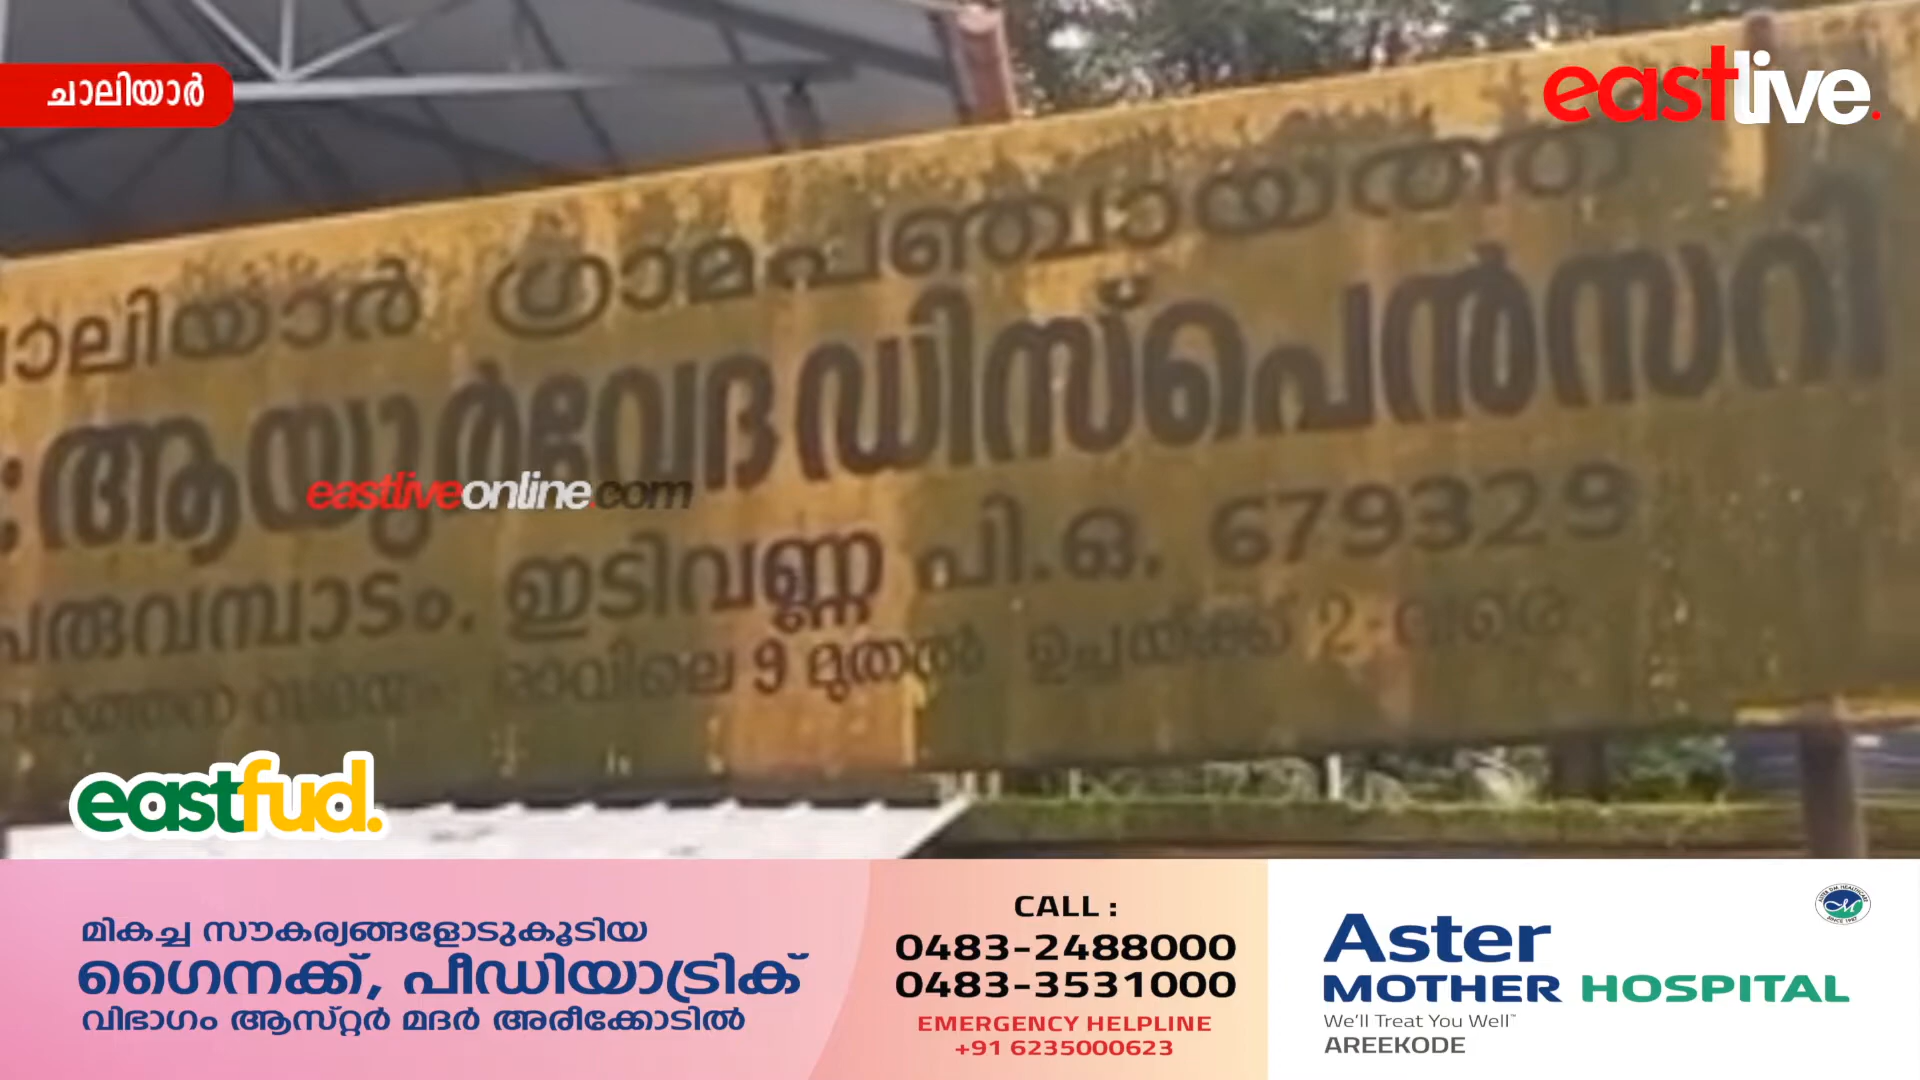 ചാലിയാർ
eastlive.
ചാലിയാർ ഗ്രാമപഞ്ചായത്ത്
ആയുർവേദ ഡിസ്പെൻസറി
eastliveonline.com
പെരുവമ്പാടം, ഇടിവണ്ണ പി.ഒ. 679329
രാവിലെ 9 മുതൽ ഉച്ചയ്ക്ക് 2 വരെ
eastfud.
മികച്ച സൗകര്യങ്ങളോടുകൂടിയ
ഗൈനക്ക്, പീഡിയാട്രിക്
വിഭാഗം ആസ്റ്റർ മദർ അരീക്കോടിൽ
CALL :
0483-2488000
0483-3531000
EMERGENCY HELPLINE
+91 6235000623
Aster
MOTHER HOSPITAL
We'll Treat You Well™
AREEKODE